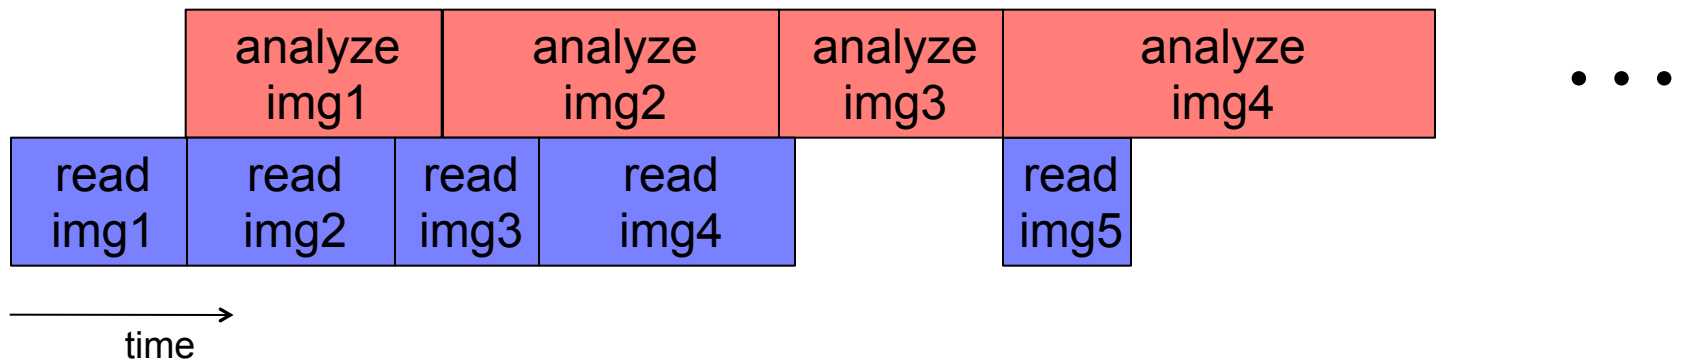 analyze
img1
analyze
img2
analyze
img3
analyze
img4
• • •
read
img1
read
img2
read
img3
read
img4
read
img5
time